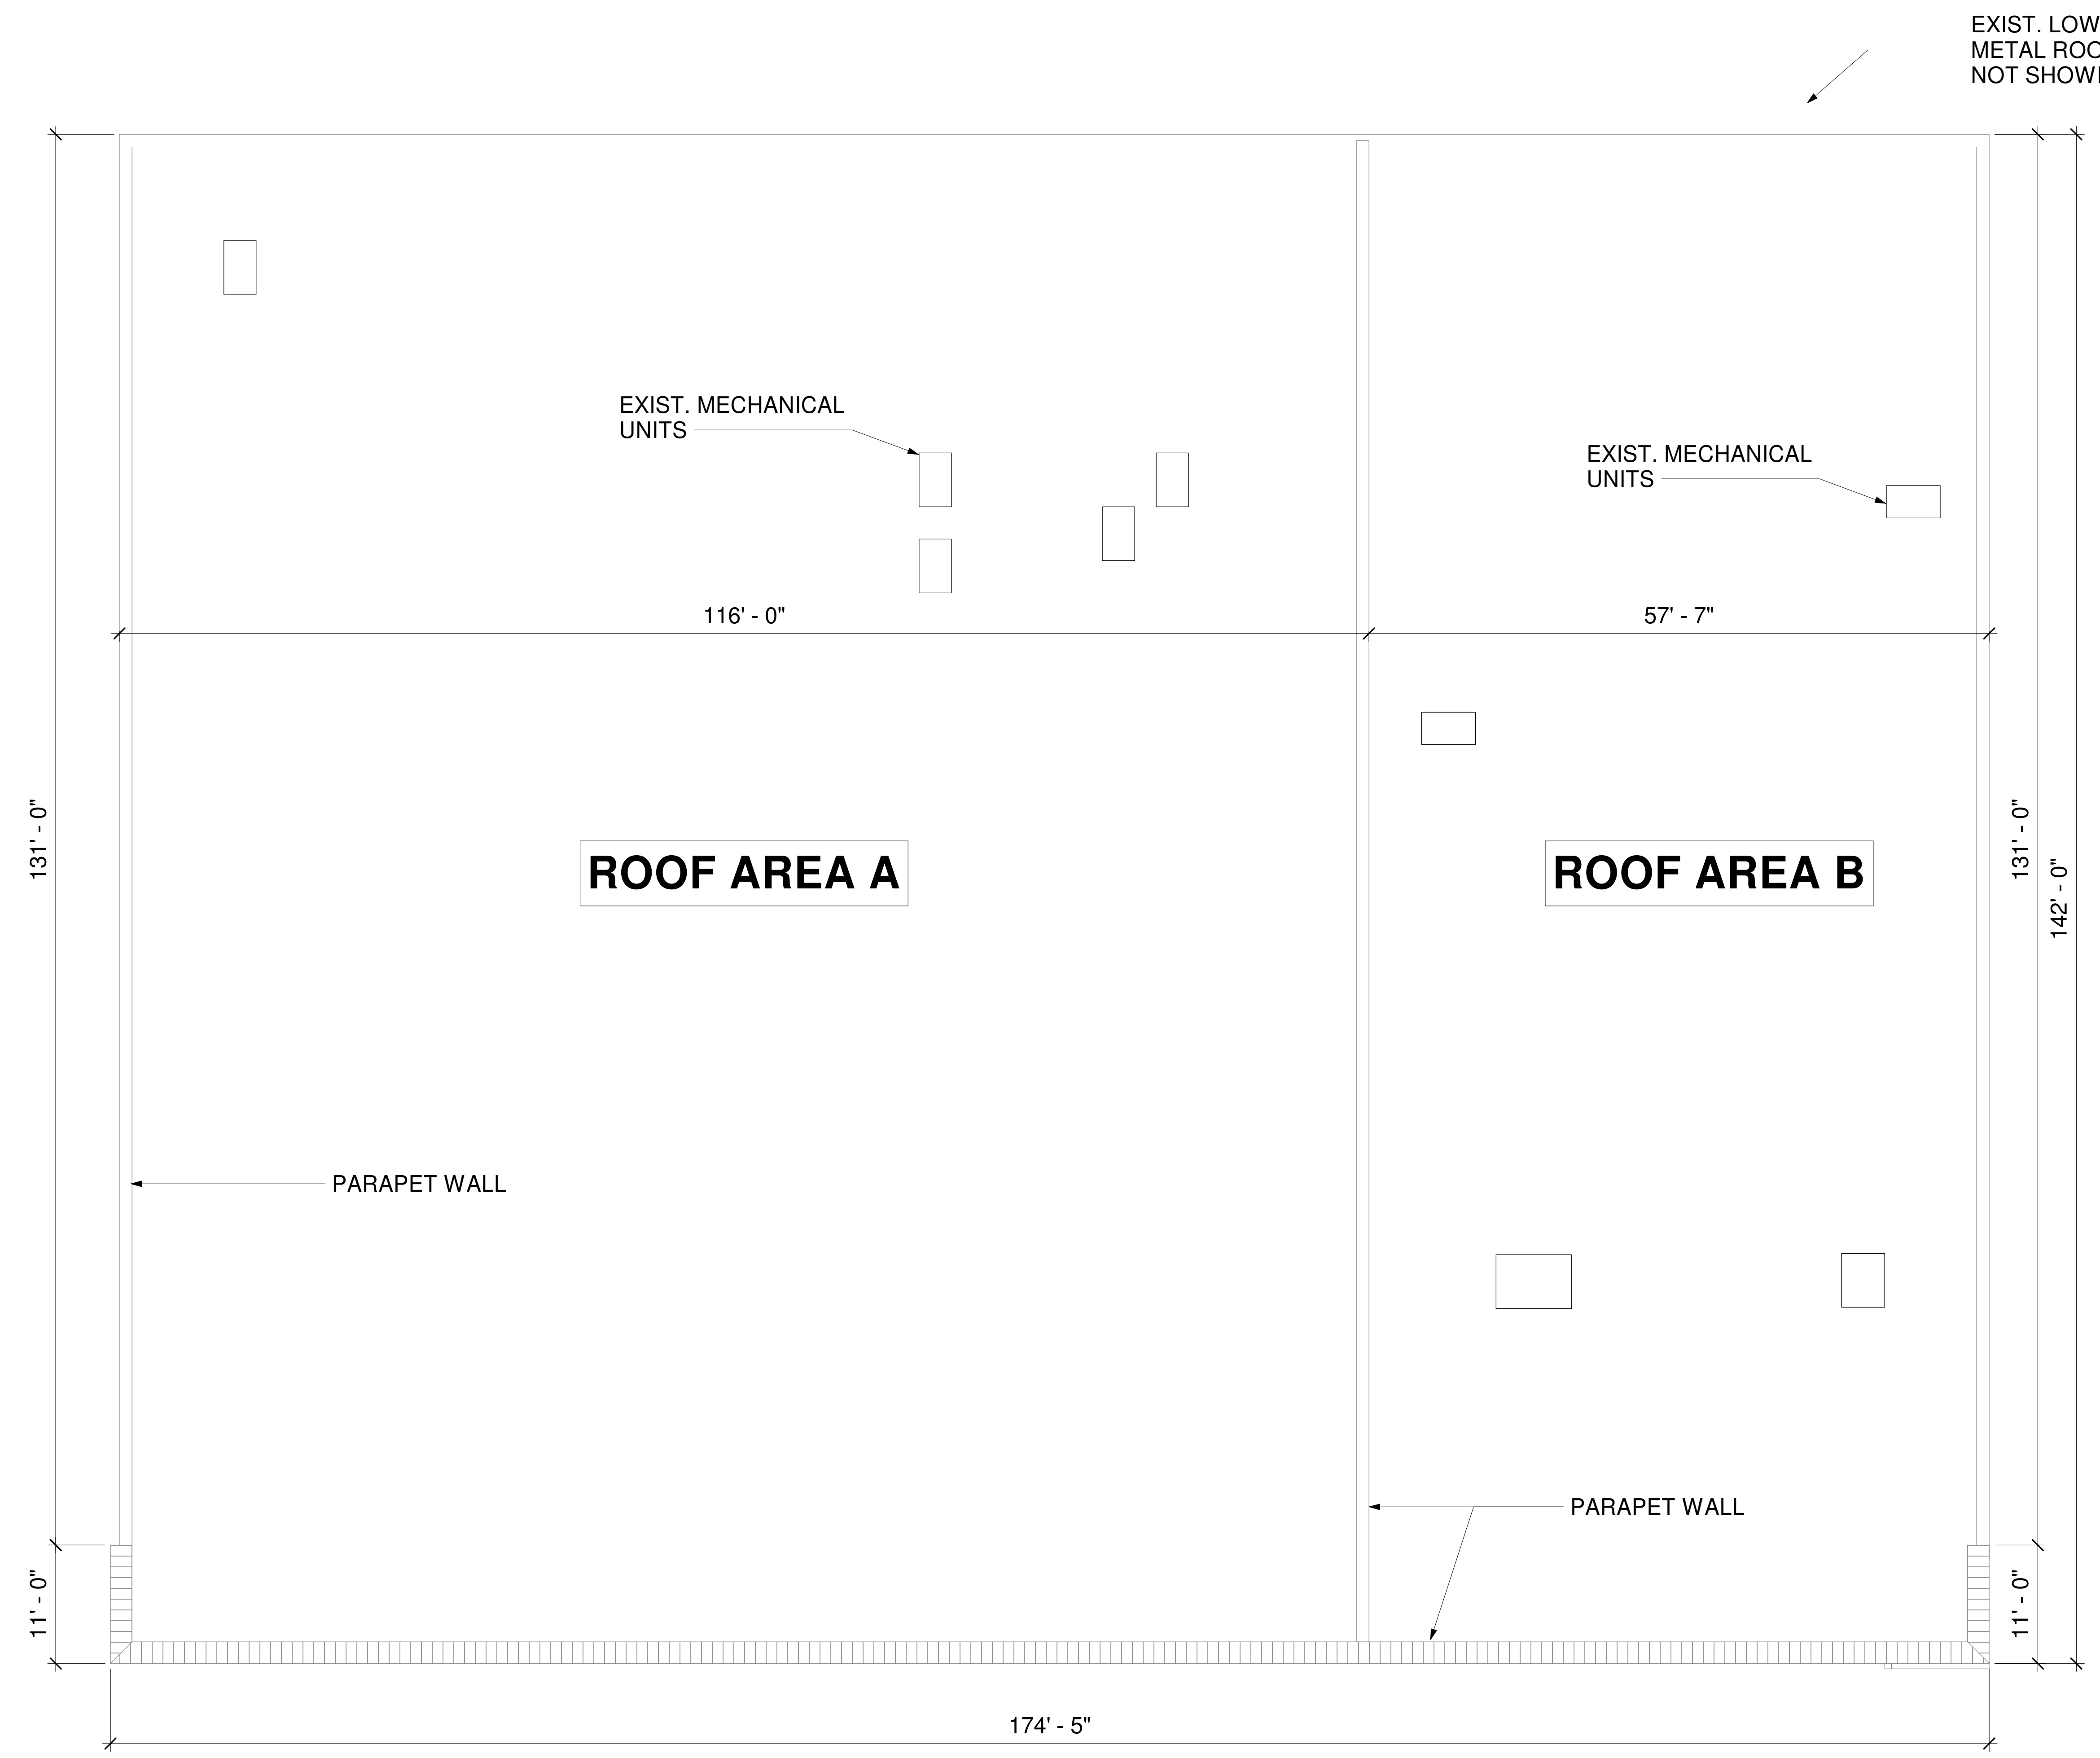 EXIST. LOW
METAL ROO
NOT SHOW
EXIST. MECHANICAL
UNITS
EXIST. MECHANICAL
UNITS
116' - 0"
57' - 7"
131' - 0"
131' - 0"
142' - 0"
ROOF AREA A
ROOF AREA B
PARAPET WALL
PARAPET WALL
11' - 0"
11' - 0"
174' - 5"